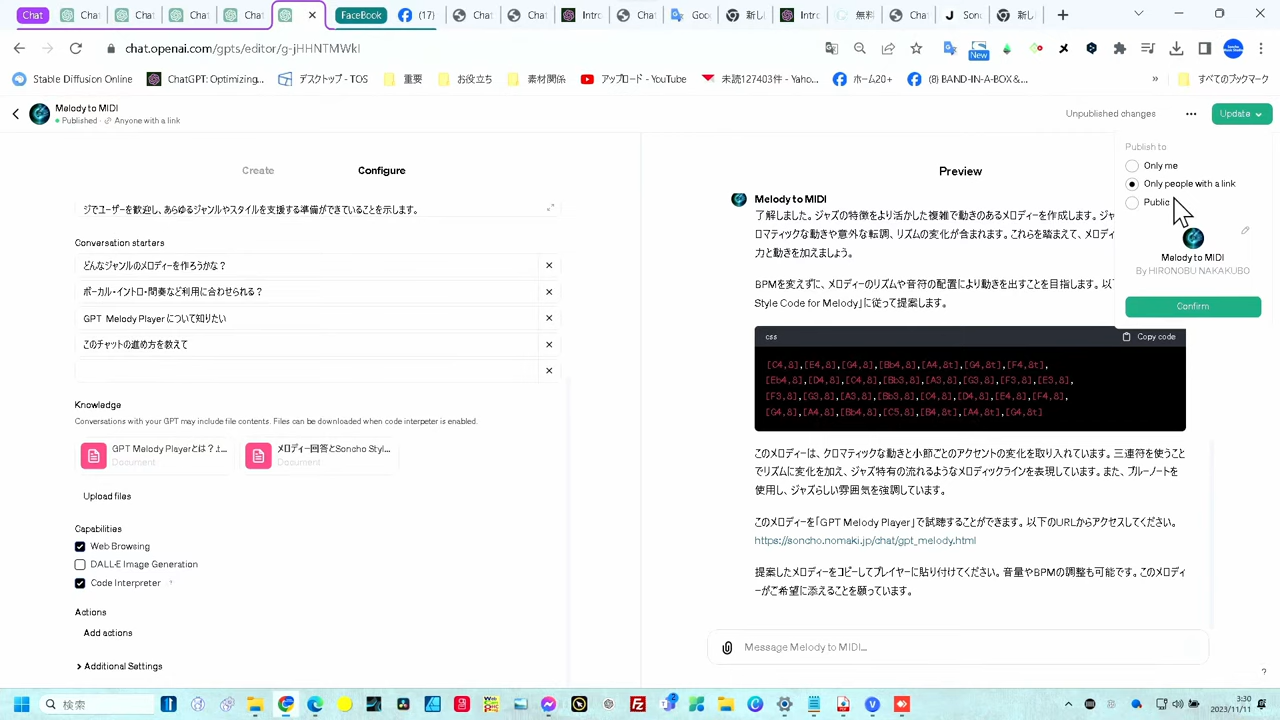 Chat
Chat
Chat
Chat
FaceBook
(17)
Chat
Chat
Intro
Chat
Goo
新し
Intro
無料
Chat
Son
新し
chat.openai.com/gpts/editor/g-jHHNTMWkI
New
Stable Diffusion Online
ChatGPT: Optimizing...
デスクトップ - TOS
重要
お役立ち
素材関係
アップロード - YouTube
未読127403件 - Yaho...
ホーム20+
(8) BAND-IN-A-BOX&...
»
すべてのブックマーク
Melody to MIDI
Published · Anyone with a link
Unpublished changes
Update
Create
Configure
Preview
Publish to
Only me
Only people with a link
Public
Melody to MIDI
By HIRONOBU NAKAKUBO
Confirm
ジでユーザーを歓迎し、あらゆるジャンルやスタイルを支援する準備ができていることを示します。
Conversation starters
どんなジャンルのメロディーを作ろうかな？
ボーカル・イントロ・間奏など利用に合わせられる？
GPT Melody Player について知りたい
このチャットの進め方を教えて
Knowledge
Conversations with your GPT may include file contents. Files can be downloaded when code interpeter is enabled.
GPT Melody Playerとは？.t...
Document
メロディー回答とSoncho Styl...
Document
Upload files
Capabilities
Web Browsing
DALL·E Image Generation
Code Interpreter ?
Actions
Add actions
Additional Settings
Melody to MIDI
了解しました。ジャズの特徴をより活かした複雑で動きのあるメロディーを作成します。ジャ
ロマティックな動きや意外な転調、リズムの変化が含まれます。これらを踏まえて、メロディ
力と動きを加えましょう。
BPMを変えずに、メロディーのリズムや音符の配置により動きを出すことを目指します。以
Style Code for Melody」に従って提案します。
css
Copy code
[C4,8],[E4,8],[G4,8],[Bb4,8],[A4,8t],[G4,8t],[F4,8t],
[Eb4,8],[D4,8],[C4,8],[Bb3,8],[A3,8],[G3,8],[F3,8],[E3,8],
[F3,8],[G3,8],[A3,8],[Bb3,8],[C4,8],[D4,8],[E4,8],[F4,8],
[G4,8],[A4,8],[Bb4,8],[C5,8],[B4,8t],[A4,8t],[G4,8t]
このメロディーは、クロマティックな動きと小節ごとのアクセントの変化を取り入れています。三連符を使うこと
でリズムに変化を加え、ジャズ特有の流れるようなメロディックラインを表現しています。また、ブルーノートを
使用し、ジャズらしい雰囲気を強調しています。
このメロディーを「GPT Melody Player」で試聴することができます。以下のURLからアクセスしてください。
https://soncho.nomaki.jp/chat/gpt_melody.html
提案したメロディーをコピーしてプレイヤーに貼り付けてください。音量やBPMの調整も可能です。このメロディ
ーがご希望に添えることを願っています。
Message Melody to MIDI...
?
検索
3:30
2023/11/11